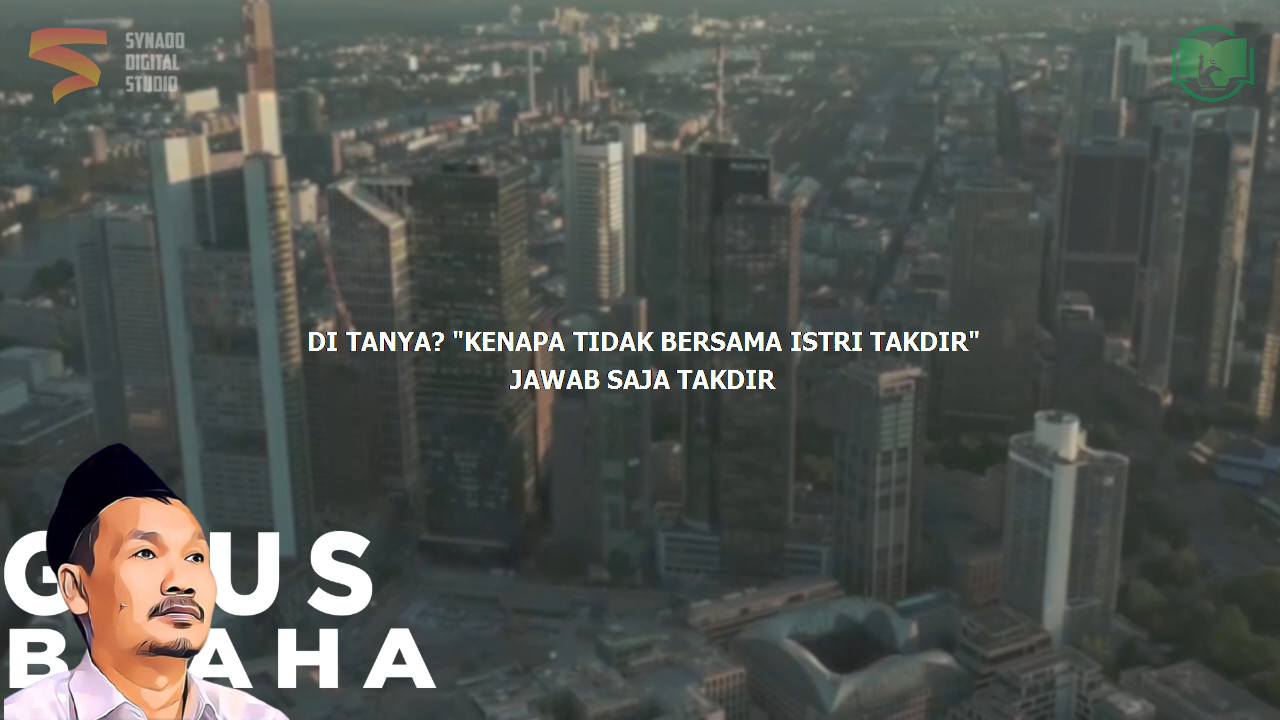 SYNADO
DIGITAL
STUDIO
DI TANYA? "KENAPA TIDAK BERSAMA ISTRI TAKDIR"
JAWAB SAJA TAKDIR
GUS
BAHA